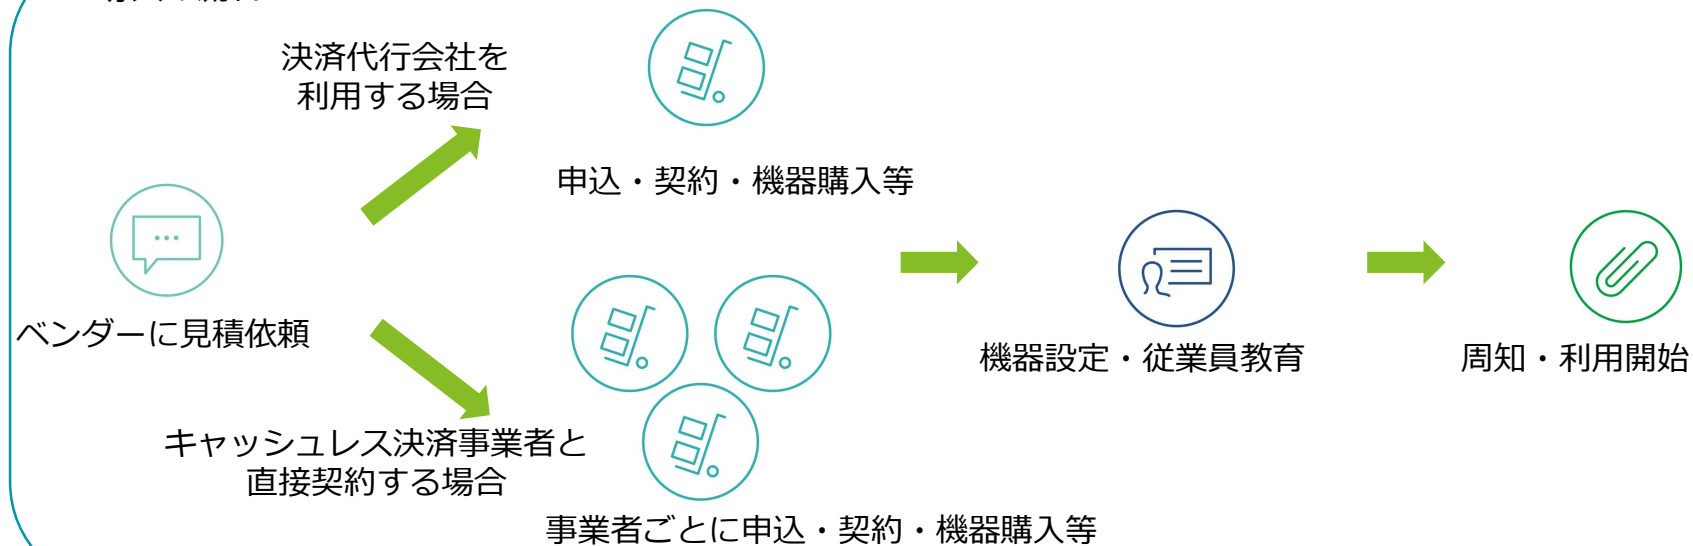 決済代行会社を
利用する場合
申込・契約・機器購入等
ベンダーに見積依頼
機器設定・従業員教育
周知・利用開始
キャッシュレス決済事業者と
直接契約する場合
事業者ごとに申込・契約・機器購入等